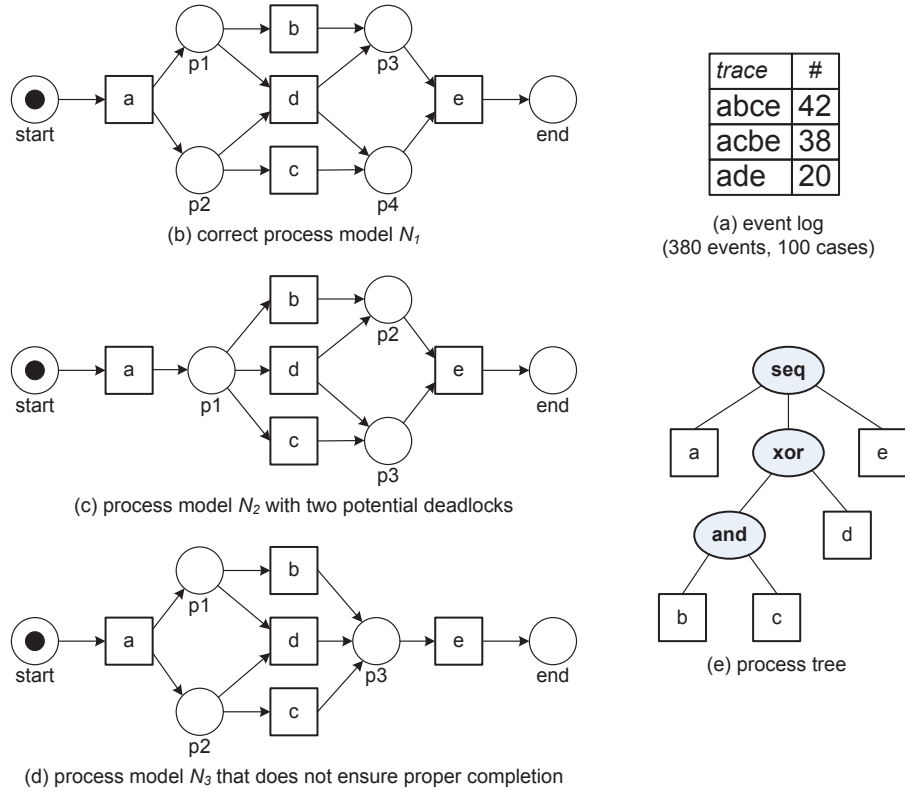 b
p1
p3
a
d
e
start
end
c
p2
p4
(b) correct process model N1
trace #
abce 42
acbe 38
ade 20
(a) event log
(380 events, 100 cases)
b
p2
a
d
e
start
p1
end
c
p3
(c) process model N2 with two potential deadlocks
b
p1
a
d
e
start
p3
end
c
p2
(d) process model N3 that does not ensure proper completion
seq
a
xor
e
and
d
b
c
(e) process tree